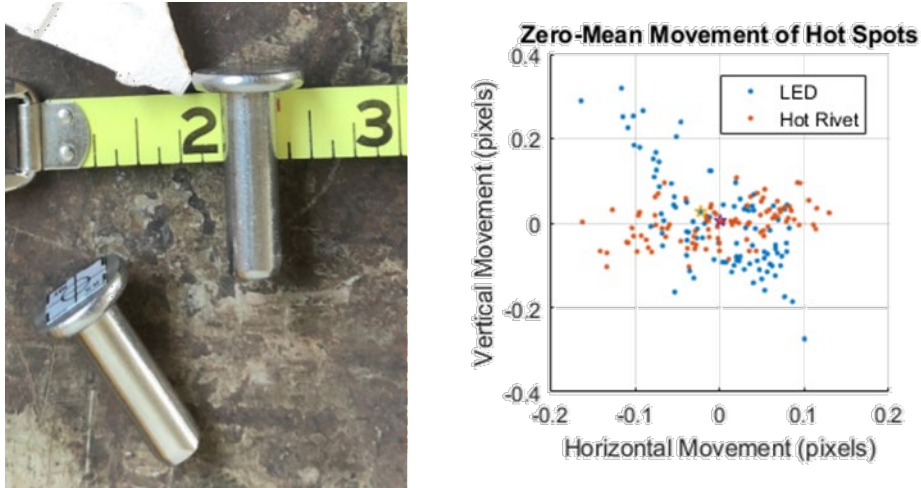 2 3
Zero-Mean Movement of Hot Spots
0.4
LED
Hot Rivet
0.2
0
-0.2
-0.4
-0.2 -0.1 0 0.1 0.2
Vertical Movement (pixels)
Horizontal Movement (pixels)